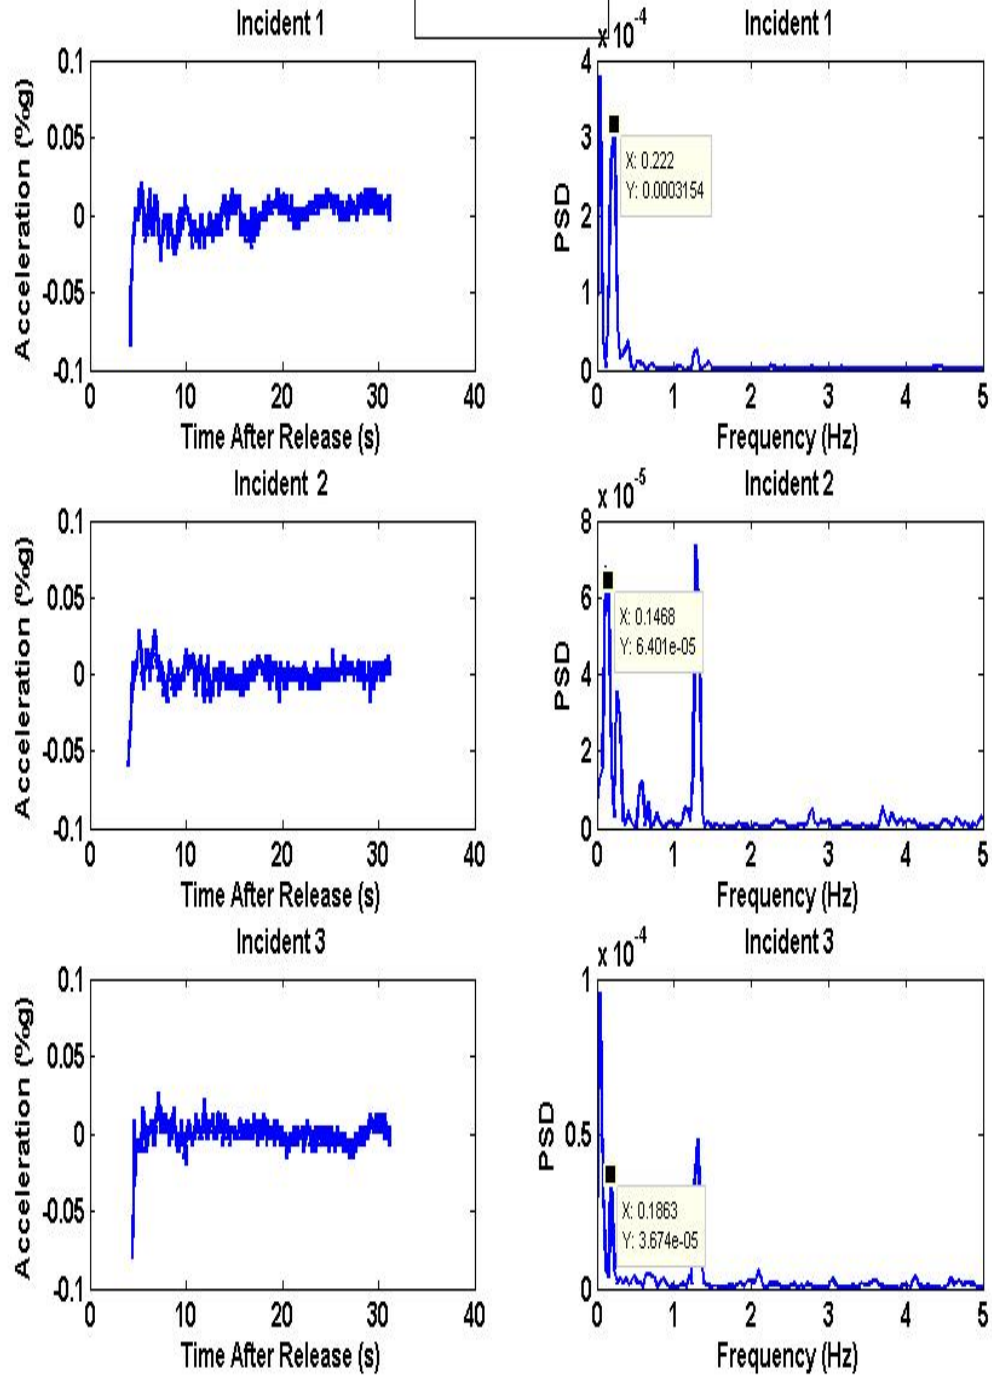 Incident 1
0.1
0.05
0
-0.05
-0.1
Acceleration (%g)
0 10 20 30 40
Time After Release (s)
Incident 1
x 10-4
4
3
2
1
0
PSD
X: 0.222
Y: 0.0003154
0 1 2 3 4 5
Frequency (Hz)
Incident 2
0.1
0.05
0
-0.05
-0.1
Acceleration (%g)
0 10 20 30 40
Time After Release (s)
Incident 2
x 10-5
8
6
4
2
0
PSD
X: 0.1468
Y: 6.401e-05
0 1 2 3 4 5
Frequency (Hz)
Incident 3
0.1
0.05
0
-0.05
-0.1
Acceleration (%g)
0 10 20 30 40
Time After Release (s)
Incident 3
x 10-4
1
0.5
0
PSD
X: 0.1863
Y: 3.674e-05
0 1 2 3 4 5
Frequency (Hz)